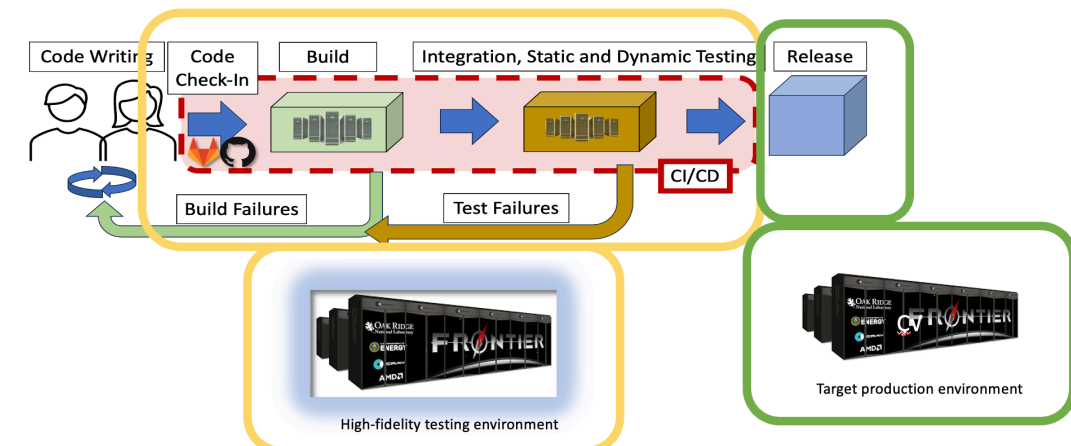 Code Writing
Code
Check-In
Build
Integration, Static and Dynamic Testing
Release
CI/CD
Build Failures
Test Failures
OAK RIDGE
National Laboratory
ENERGY
CRAY
AMD
FRONTIER
High-fidelity testing environment
OAK RIDGE
National Laboratory
ENERGY
CRAY
AMD
CV
FRONTIER
Target production environment